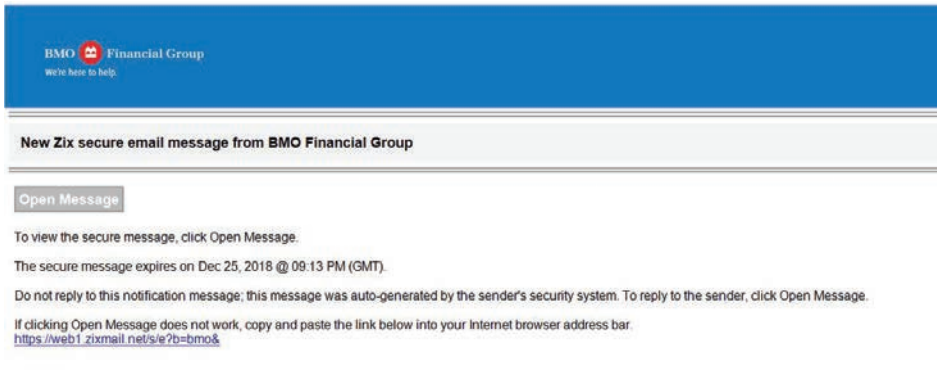 BMO Financial Group
We're here to help.
New Zix secure email message from BMO Financial Group
Open Message
To view the secure message, click Open Message.
The secure message expires on Dec 25, 2018 @ 09:13 PM (GMT).
Do not reply to this notification message; this message was auto-generated by the sender's security system. To reply to the sender, click Open Message.
If clicking Open Message does not work, copy and paste the link below into your Internet browser address bar.
https://web1.zixmail.net/s/e?b=bmo&